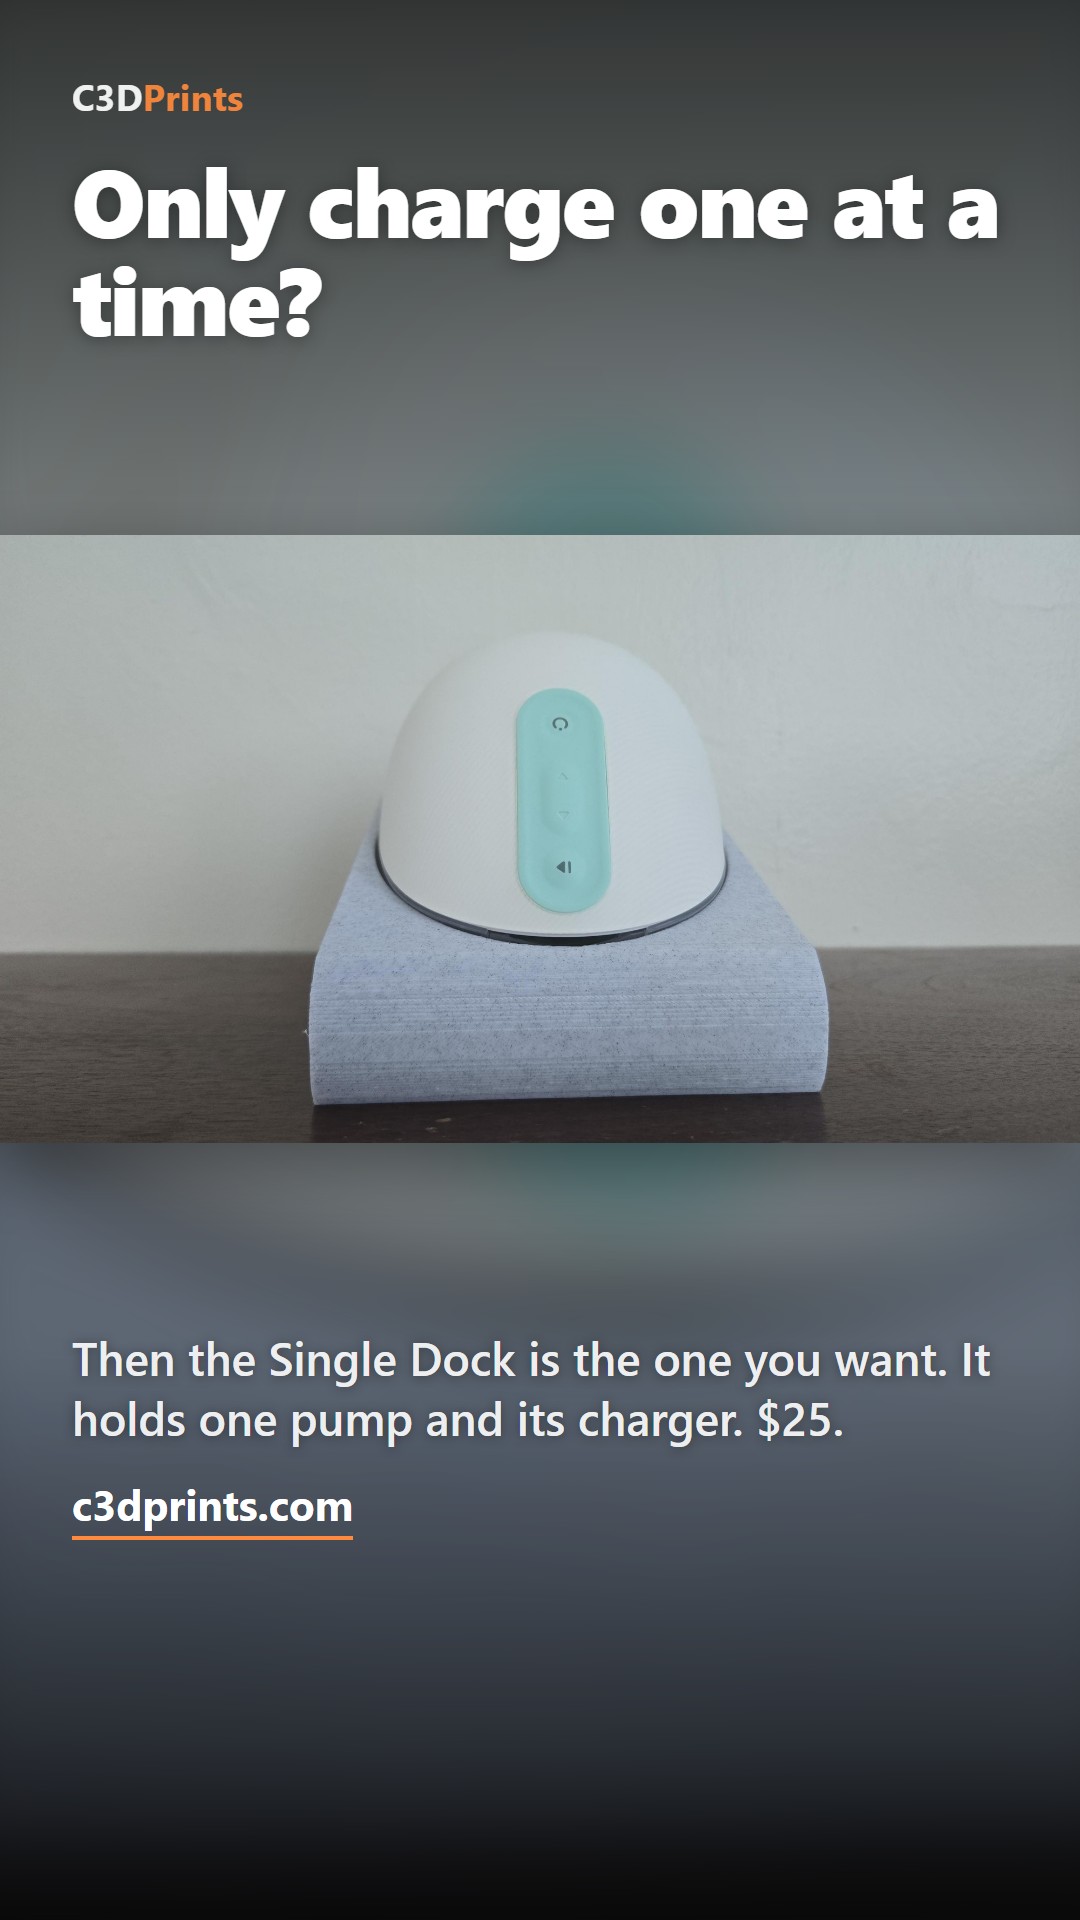 C3DPrints
Only charge one at a
time?
Then the Single Dock is the one you want. It
holds one pump and its charger. $25.
c3dprints.com